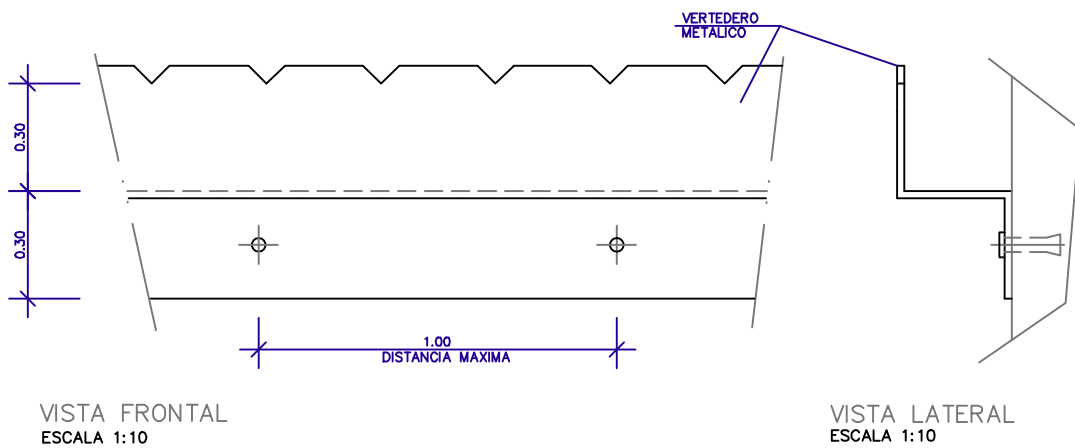 VERTEDERO
METALICO
0.30
0.30
1.00
DISTANCIA MAXIMA
VISTA FRONTAL
ESCALA 1:10
VISTA LATERAL
ESCALA 1:10